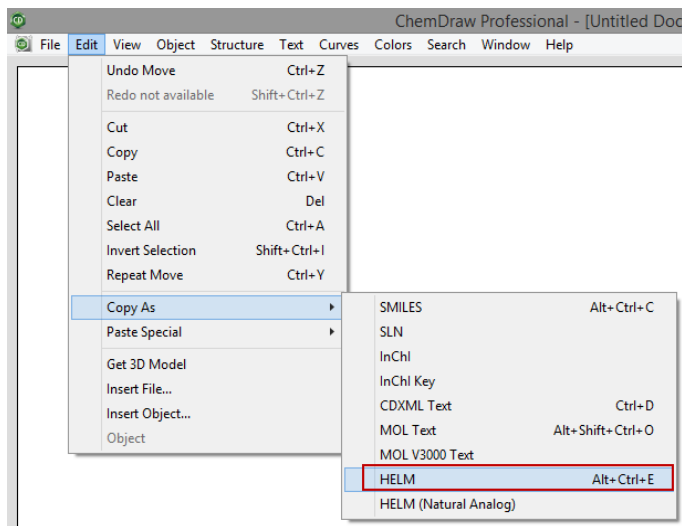 ChemDraw Professional - [Untitled Doc
File Edit View Object Structure Text Curves Colors Search Window Help
Undo Move Ctrl+Z
Redo not available Shift+Ctrl+Z
Cut Ctrl+X
Copy Ctrl+C
Paste Ctrl+V
Clear Del
Select All Ctrl+A
Invert Selection Shift+Ctrl+I
Repeat Move Ctrl+Y
Copy As
Paste Special
Get 3D Model
Insert File...
Insert Object...
Object
SMILES Alt+Ctrl+C
SLN
InChI
InChI Key
CDXML Text Ctrl+D
MOL Text Alt+Shift+Ctrl+O
MOL V3000 Text
HELM Alt+Ctrl+E
HELM (Natural Analog)